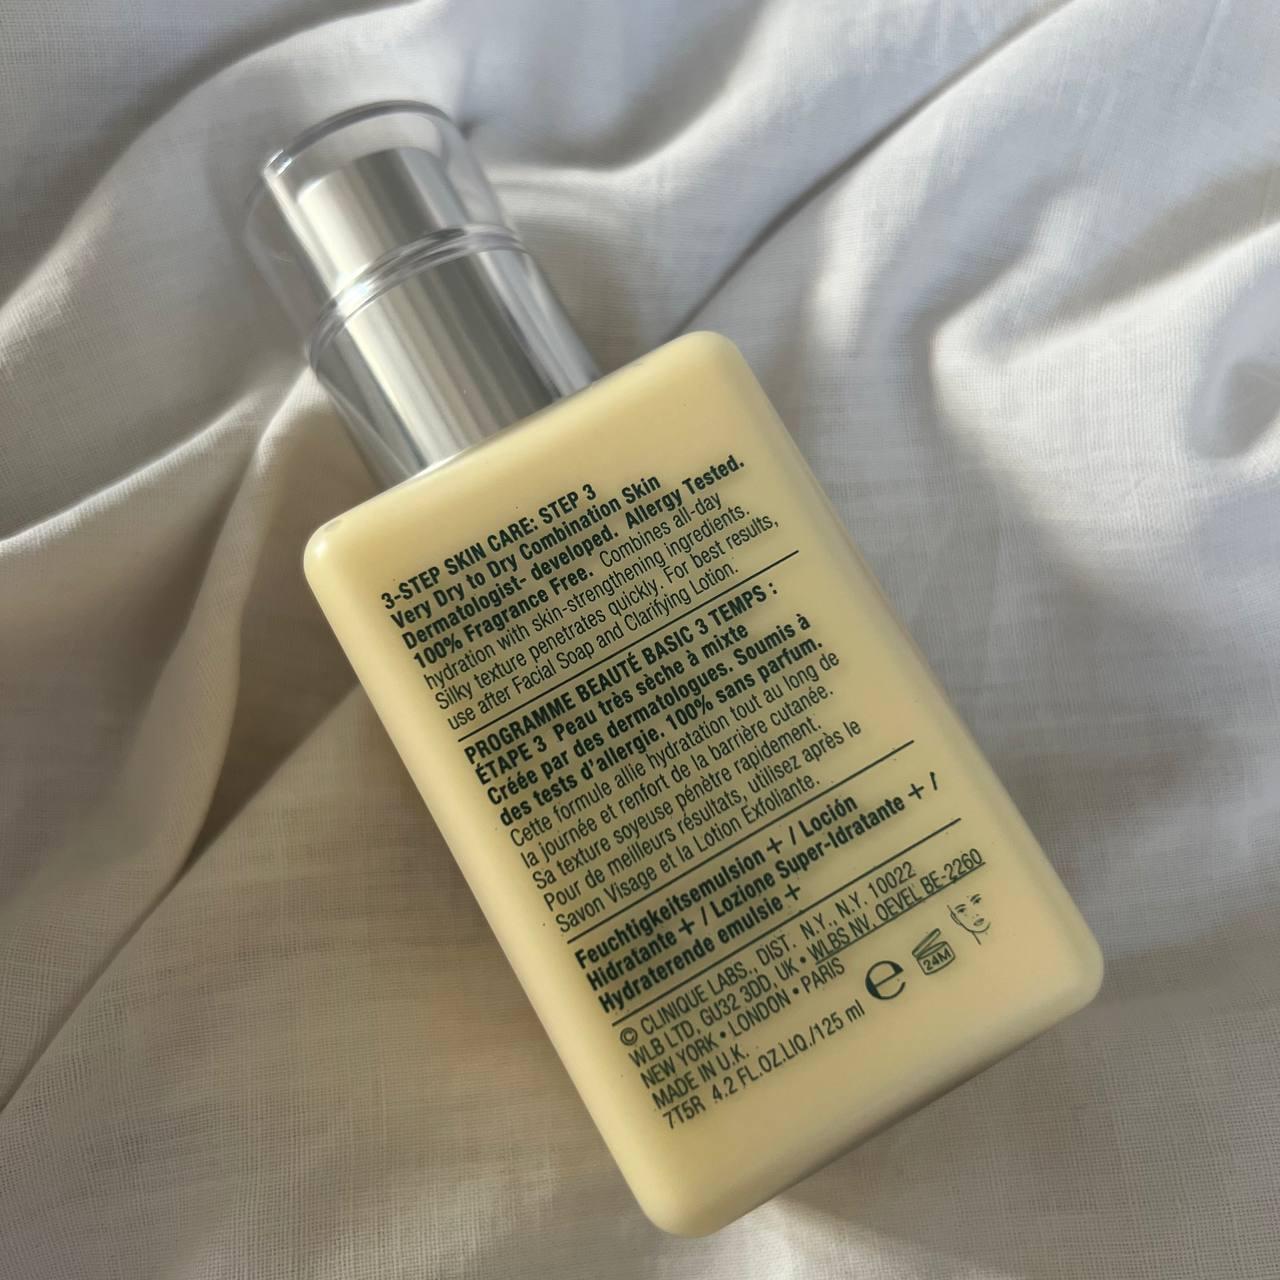 3-STEP SKIN CARE: STEP 3
Very Dry to Dry Combination Skin
Dermatologist- developed. Allergy Tested.
100% Fragrance Free. Combines all-day
hydration with skin-strengthening ingredients.
Silky texture penetrates quickly. For best results,
use after Facial Soap and Clarifying Lotion.
PROGRAMME BEAUTÉ BASIC 3 TEMPS :
ÉTAPE 3 Peau très sèche à mixte
Créée par des dermatologues. Soumis à
des tests d'allergie. 100% sans parfum.
Cette formule allie hydratation tout au long de
la journée et renfort de la barrière cutanée.
Sa texture soyeuse pénètre rapidement.
Pour de meilleurs résultats, utilisez après le
Savon Visage et la Lotion Exfoliante.
Feuchtigkeitsemulsion + / Loción
Hidratante + / Lozione Super-Idratante + /
Hydraterende emulsie +
© CLINIQUE LABS., DIST. N.Y., N.Y. 10022
WLB LTD, GU32 3DD, UK • WLBS NV, OEVEL BE-2260
NEW YORK • LONDON • PARIS
MADE IN U.K.
7T5R 4.2 FL.OZ.LIQ./125 ml e 24M